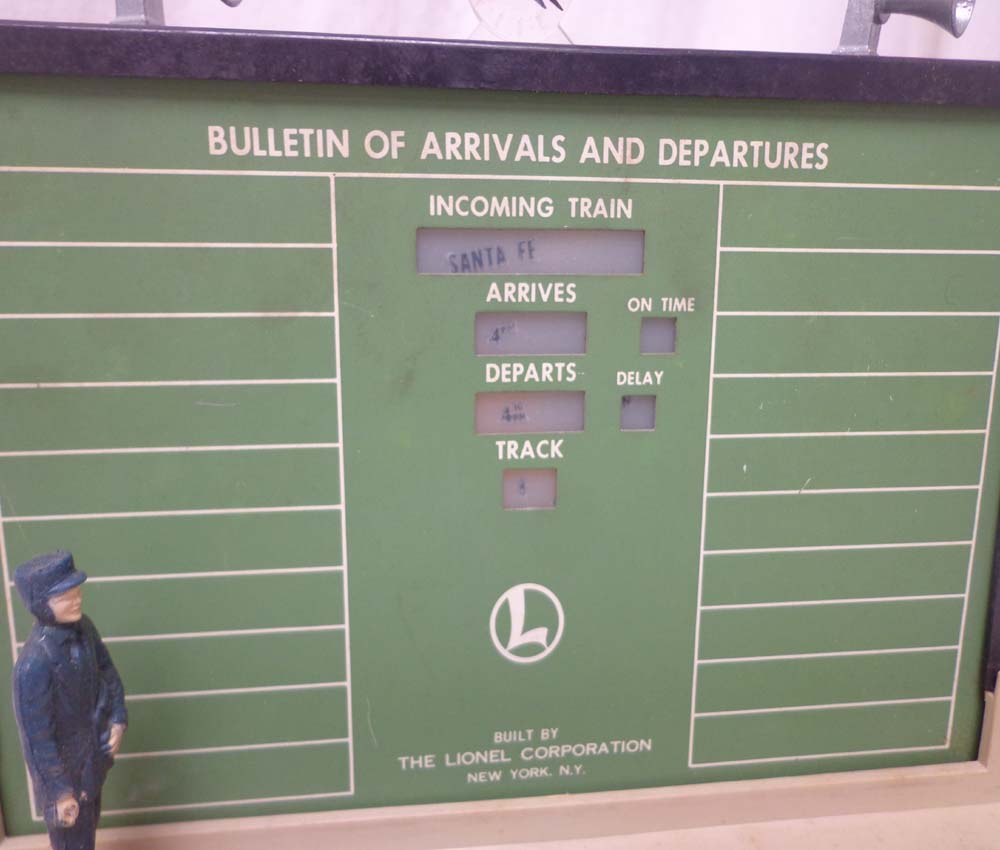 BULLETIN OF ARRIVALS AND DEPARTURES
INCOMING TRAIN
SANTA FE
ARRIVES
ON TIME
4PM
DEPARTS
DELAY
N
TRACK
L
BUILT BY
THE LIONEL CORPORATION
NEW YORK, N.Y.